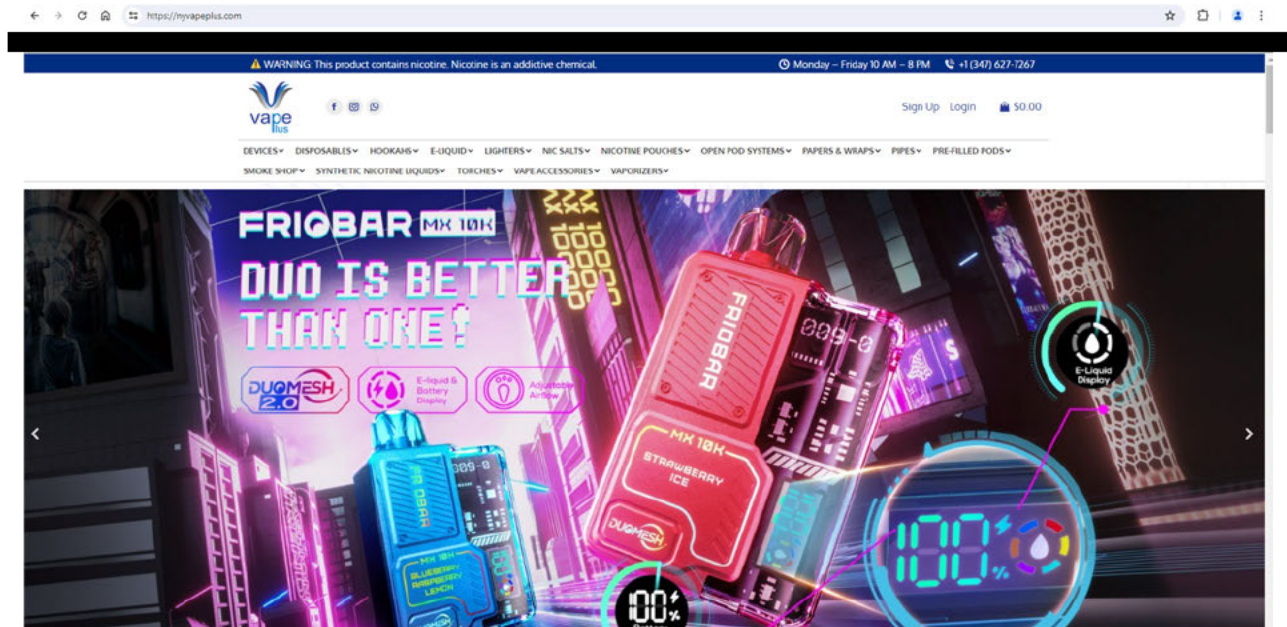 https://nyvapeplus.com
WARNING This product contains nicotine. Nicotine is an addictive chemical.
Monday – Friday 10 AM – 8 PM
+1 (347) 627-7267
vape
Plus
Sign Up Login $0.00
DEVICES DISPOSABLES HOOKAHS E-LIQUID LIGHTERS NIC SALTS NICOTINE POUCHES OPEN POD SYSTEMS PAPERS & WRAPS PIPES PRE-FILLED PODS
SMOKE SHOP SYNTHETIC NICOTINE LIQUIDS TORCHES VAPE ACCESSORIES VAPORIZERS
FRIOBAR MX 10K
DUO IS BETTER
THAN ONE!
DUOMESH
2.0
E-liquid &
Battery
Display
Adjustable
Airflow
MX
10000
FRIOBAR
MX 10K
STRAWBERRY
ICE
DUOMESH
FRIOBAR
MX 10K
BLUEBERRY
RASPBERRY
LEMON
E-Liquid
Display
100%
100%
Battery